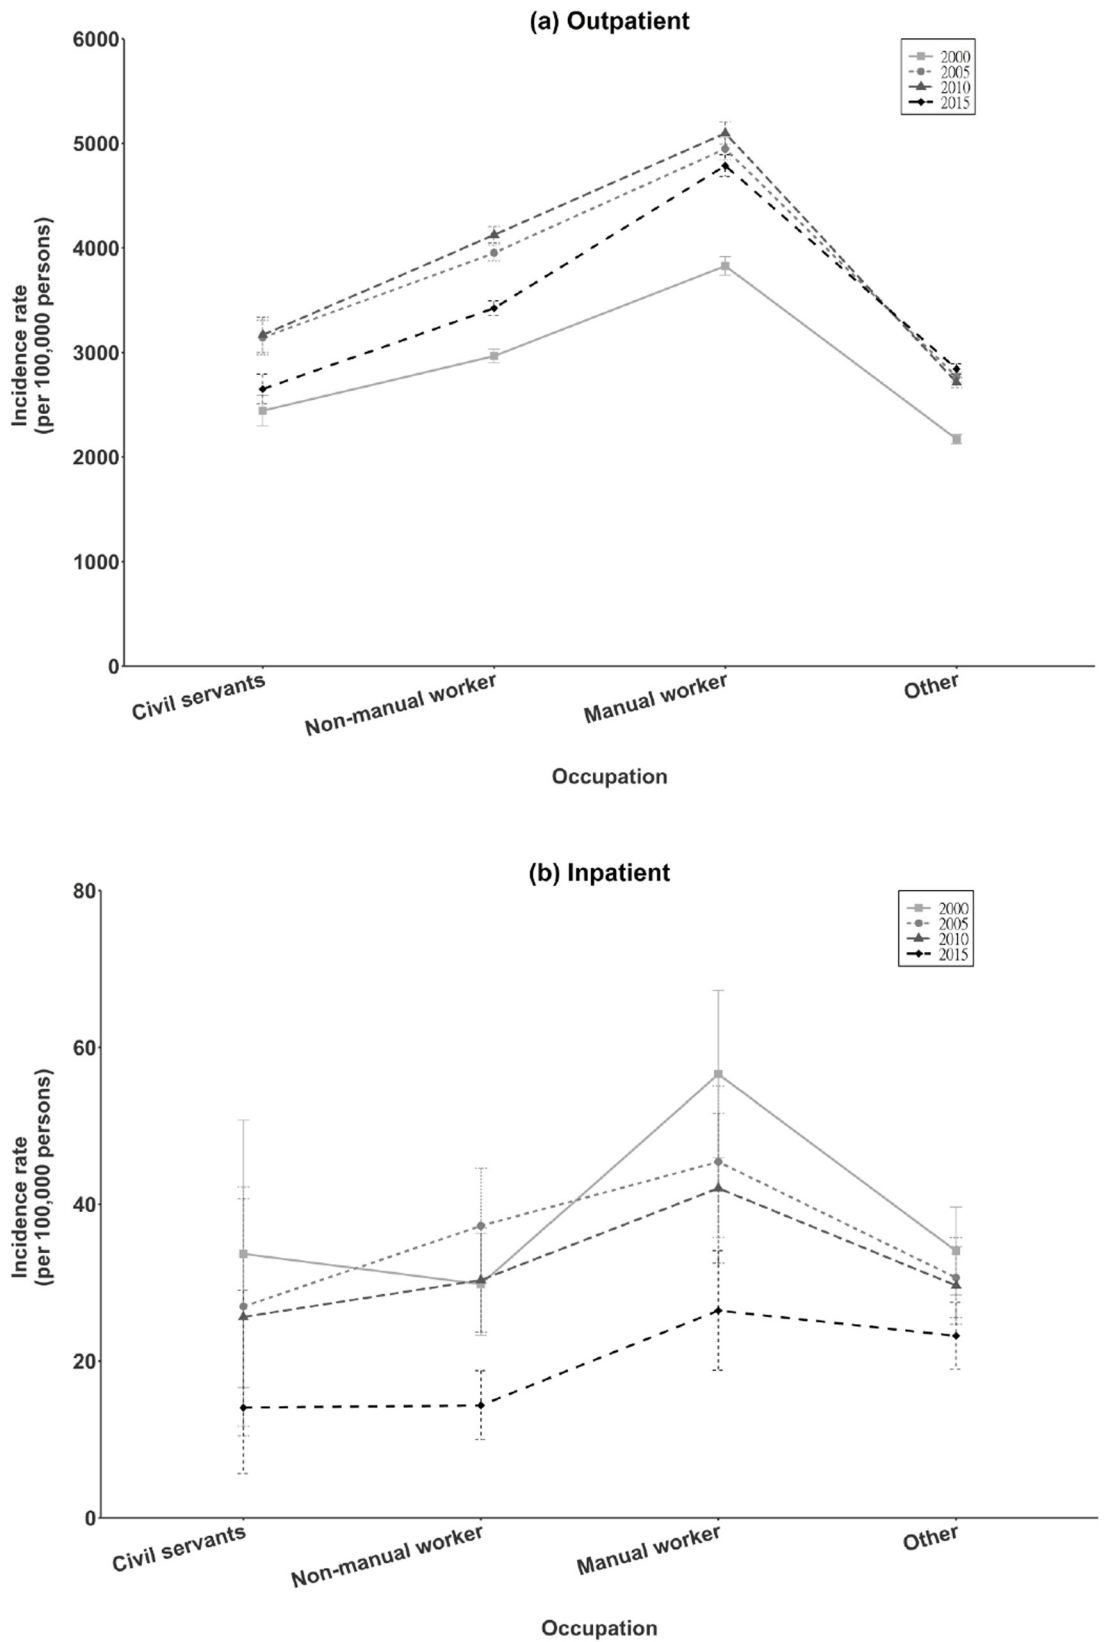 (a) Outpatient
6000
5000
4000
3000
2000
1000
0
Incidence rate
(per 100,000 persons)
2000
2005
2010
2015
Civil servants
Non-manual worker
Manual worker
Other
Occupation
(b) Inpatient
80
60
40
20
0
Incidence rate
(per 100,000 persons)
2000
2005
2010
2015
Civil servants
Non-manual worker
Manual worker
Other
Occupation